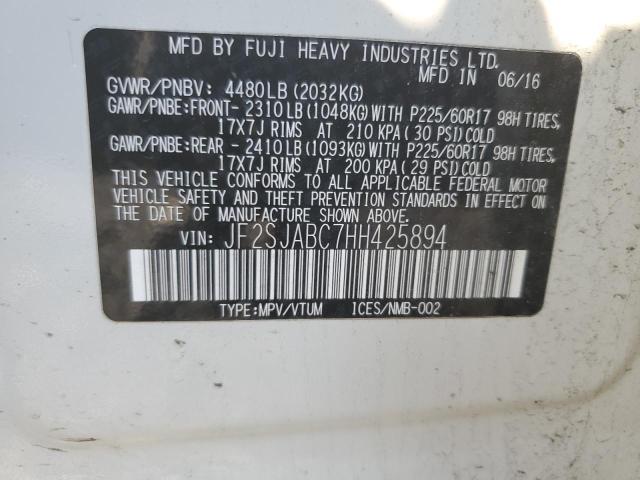 MFD BY FUJI HEAVY INDUSTRIES LTD.
MFD IN 06/16
GVWR/PNBV: 4480LB(2032KG)
GAWR/PNBE:FRONT- 2310LB(1048KG)WITH P225/60R17 98H TIRES,
17X7J RIMS AT 210 KPA(30 PSI)COLD
GAWR/PNBE:REAR - 2410LB(1093KG)WITH P225/60R17 98H TIRES,
17X7J RIMS AT 200 KPA(29 PSI)COLD
THIS VEHICLE CONFORMS TO ALL APPLICABLE FEDERAL MOTOR
VEHICLE SAFETY AND THEFT PREVENTION STANDARDS IN EFFECT
ON THE DATE OF MANUFACTURE SHOWN ABOVE.
VIN: JF2SJABC7HH425894
TYPE:MPV/VTUM ICES/NMB-002